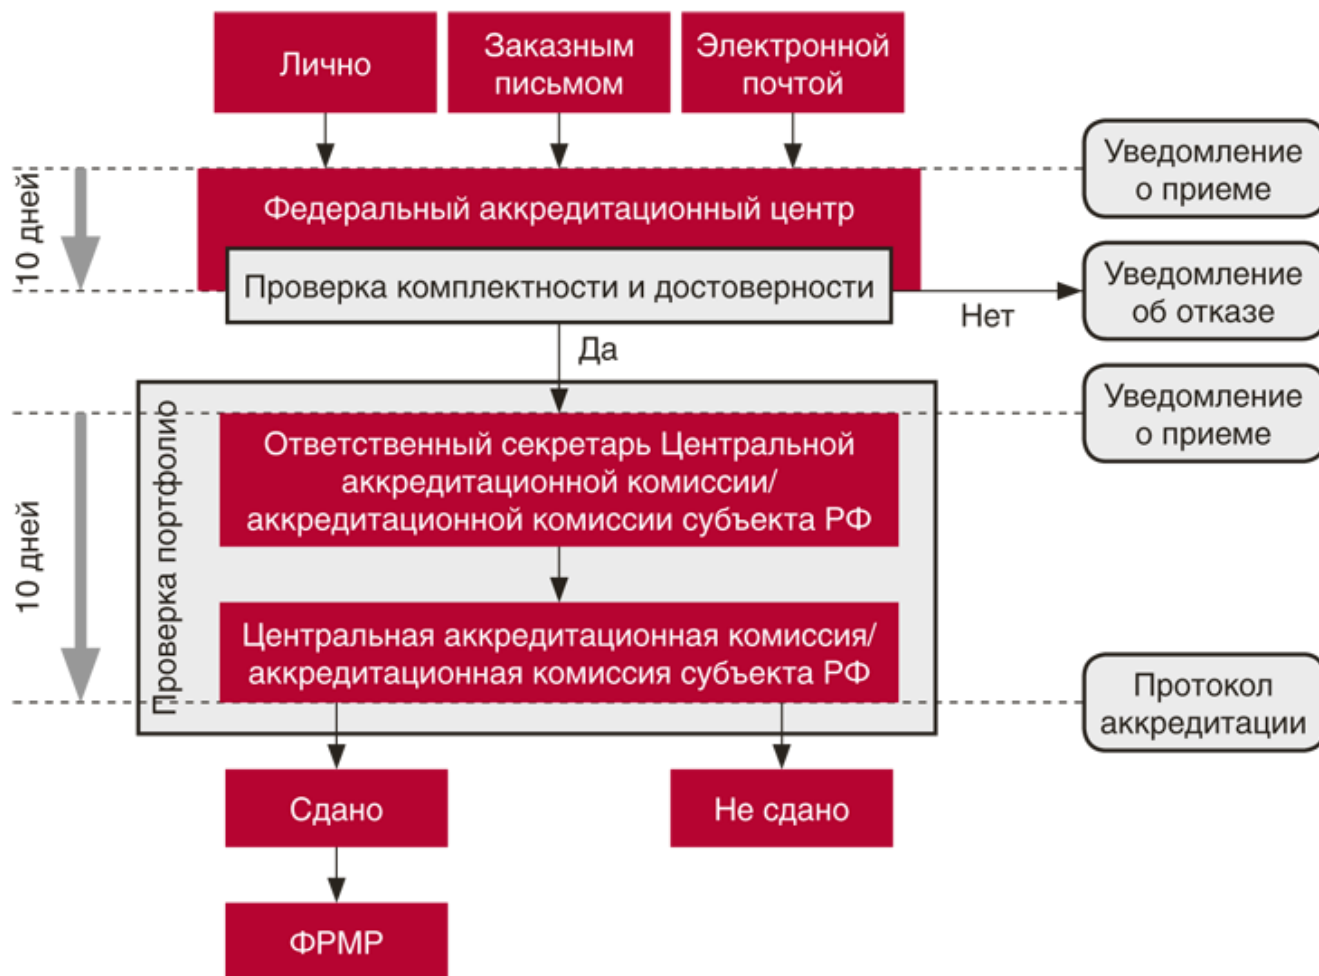 Лично
Заказным
письмом
Электронной
почтой
Уведомление
о приеме
10 дней
Федеральный аккредитационный центр
Проверка комплектности и достоверности
Нет
Уведомление
об отказе
Да
Уведомление
о приеме
10 дней
Проверка портфолио
Ответственный секретарь Центральной
аккредитационной комиссии/
аккредитационной комиссии субъекта РФ
Центральная аккредитационная комиссия/
аккредитационная комиссия субъекта РФ
Протокол
аккредитации
Сдано
Не сдано
ФРМР